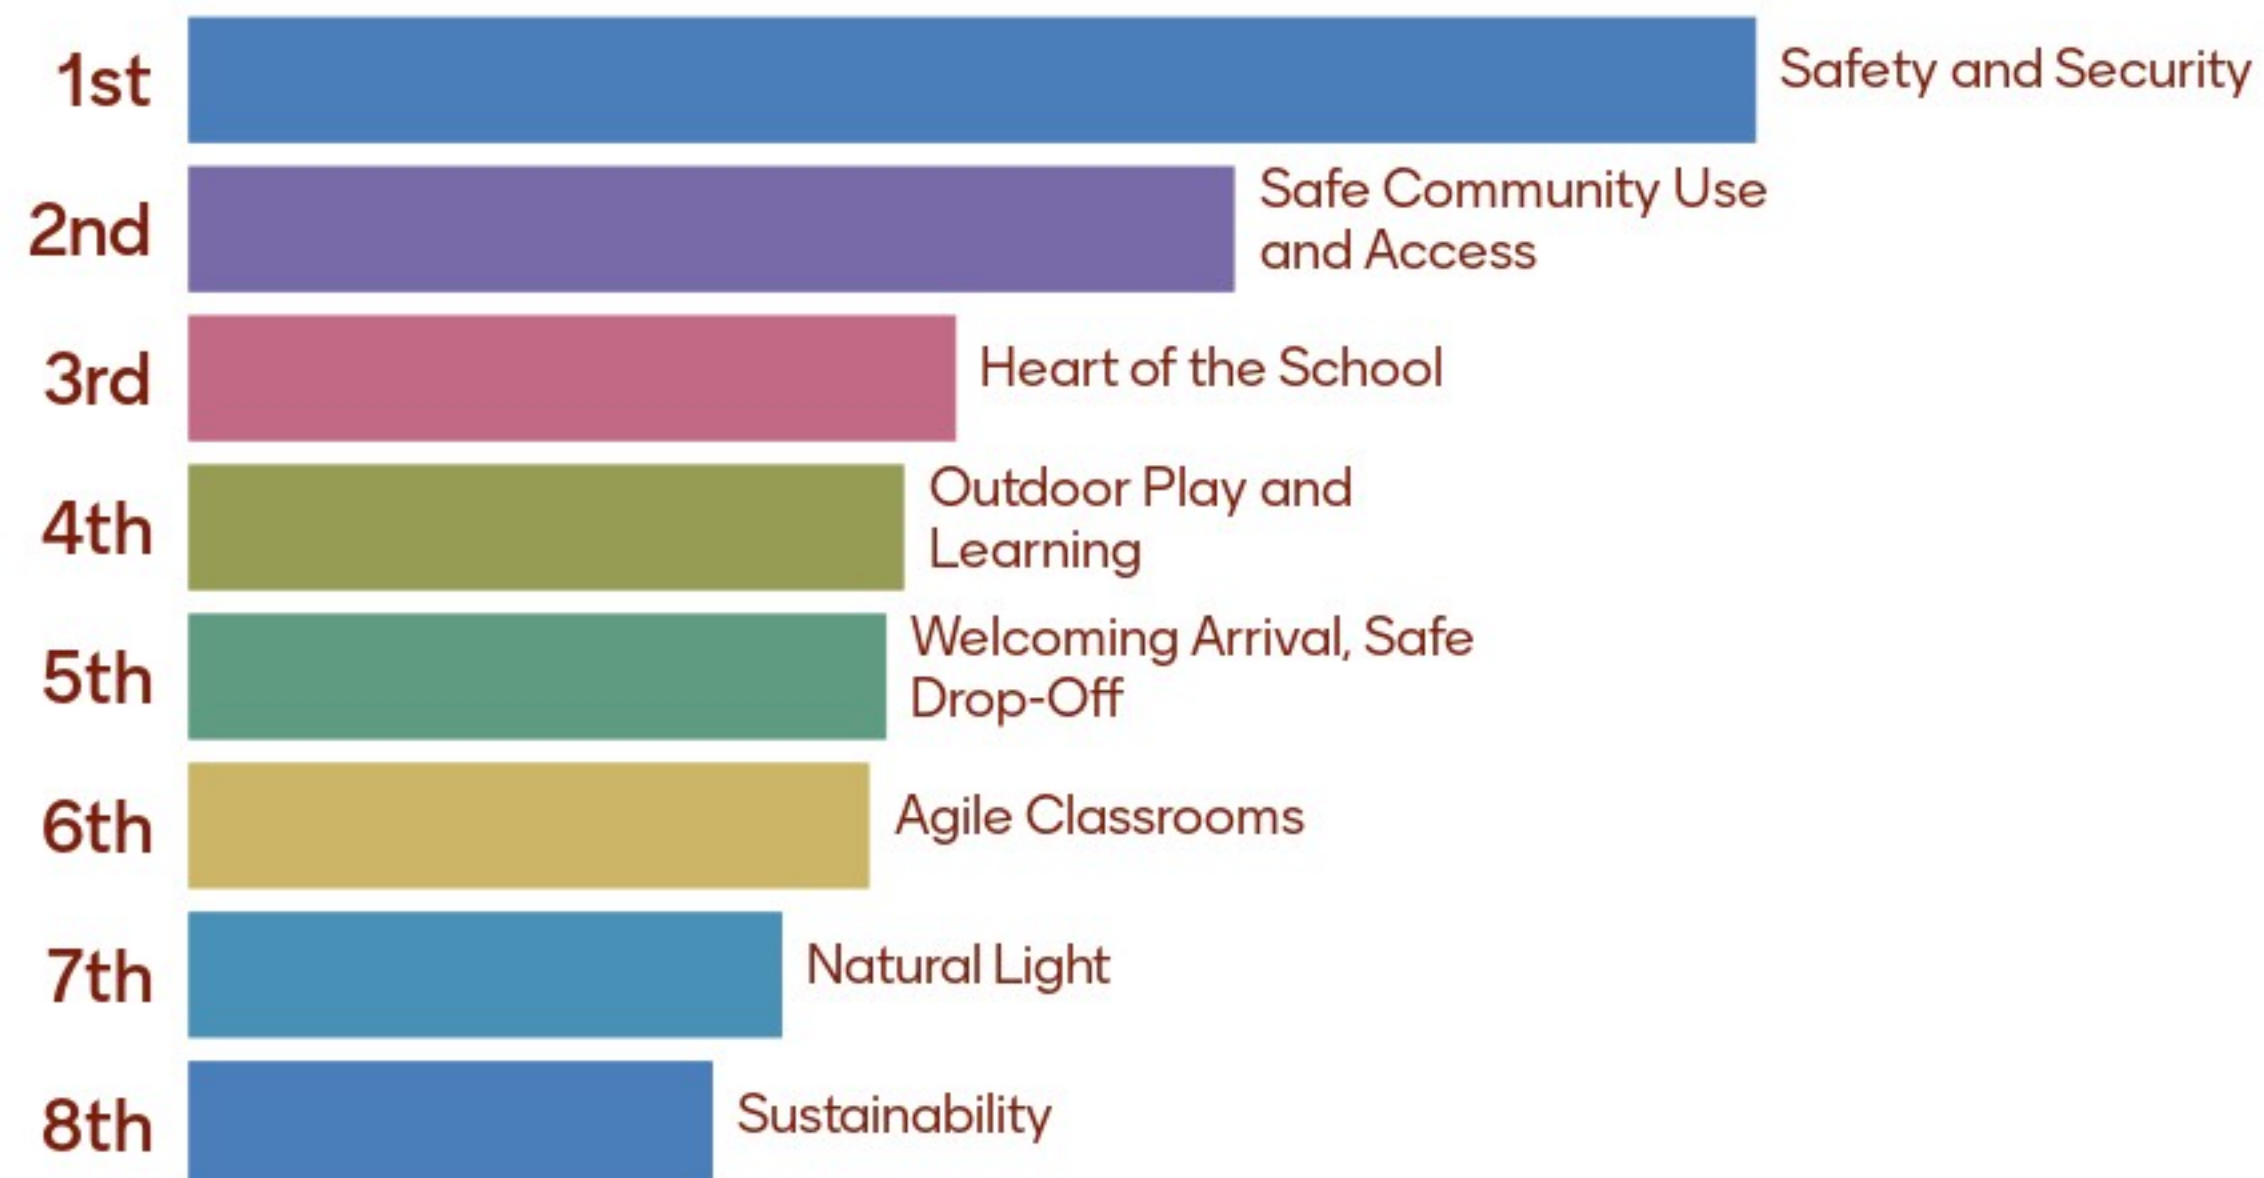 1st
Safety and Security
2nd
Safe Community Use
and Access
3rd
Heart of the School
4th
Outdoor Play and
Learning
5th
Welcoming Arrival, Safe
Drop-Off
6th
Agile Classrooms
7th
Natural Light
8th
Sustainability